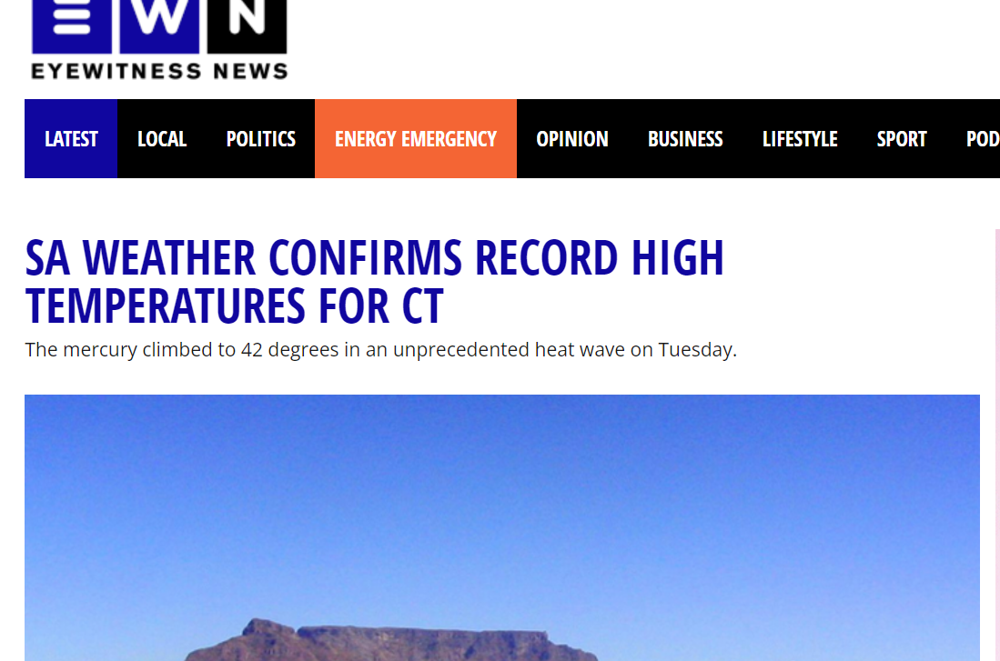 EWN
EYEWITNESS NEWS
LATEST LOCAL POLITICS ENERGY EMERGENCY OPINION BUSINESS LIFESTYLE SPORT POD
SA WEATHER CONFIRMS RECORD HIGH
TEMPERATURES FOR CT
The mercury climbed to 42 degrees in an unprecedented heat wave on Tuesday.